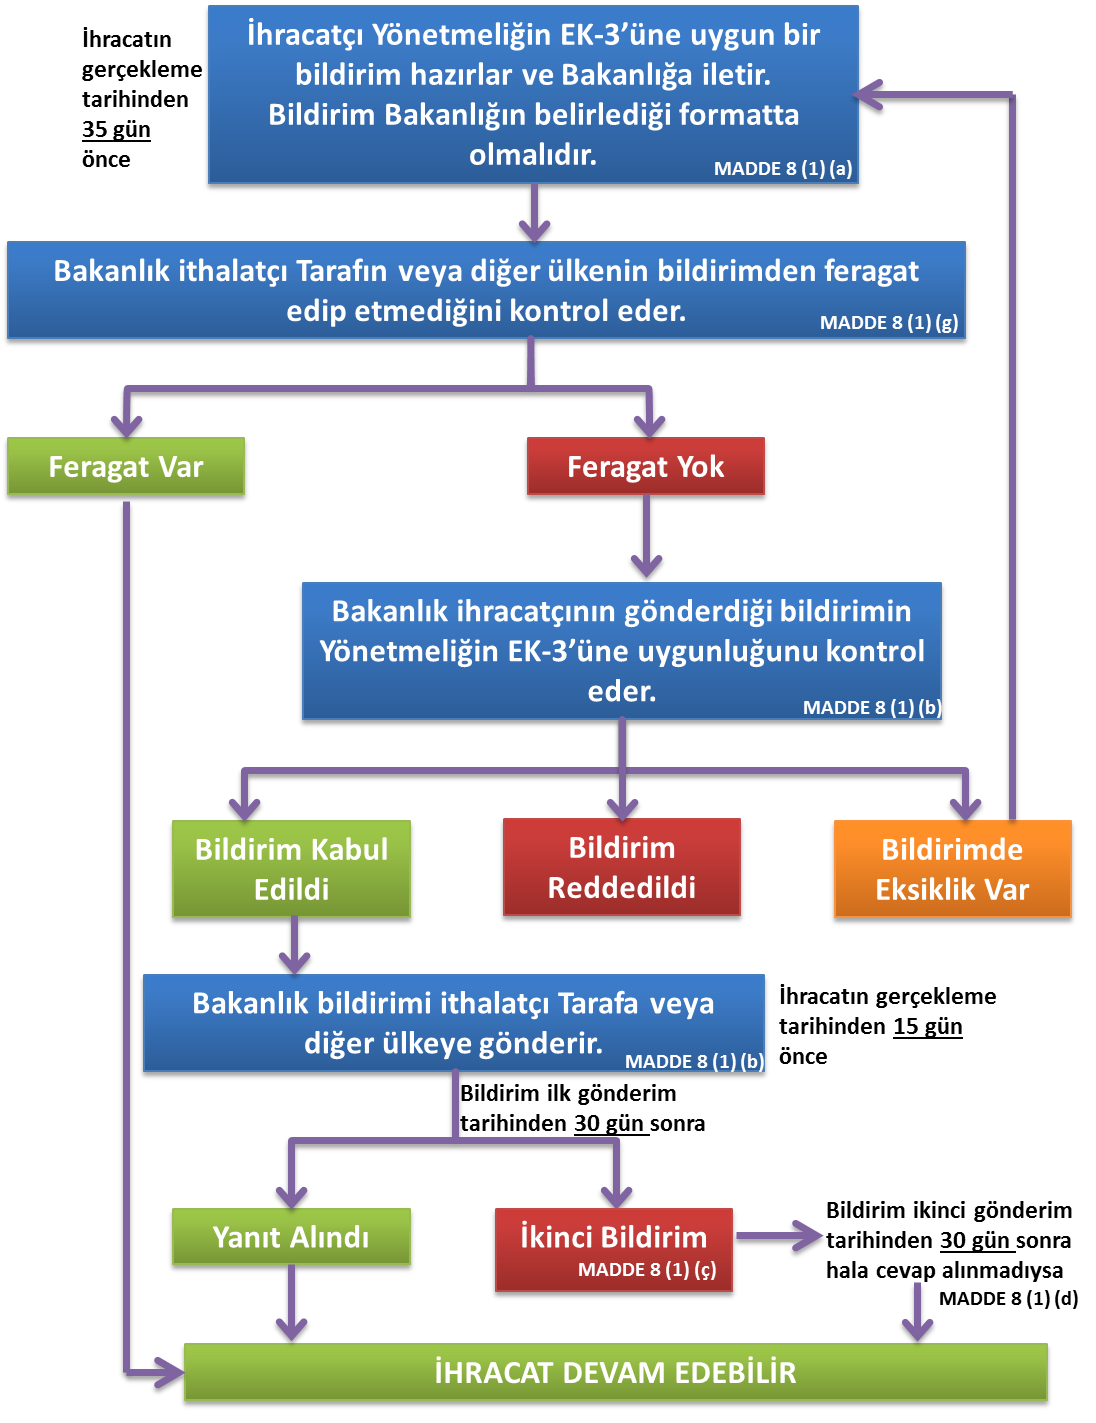 İhracatın
gerçekleme
tarihinden
35 gün
önce
İhracatçı Yönetmeliğin EK-3’üne uygun bir
bildirim hazırlar ve Bakanlığa iletir.
Bildirim Bakanlığın belirlediği formatta
olmalıdır.
MADDE 8 (1) (a)
Bakanlık ithalatçı Tarafın veya diğer ülkenin bildirimden feragat
edip etmediğini kontrol eder.
MADDE 8 (1) (g)
Feragat Var
Feragat Yok
Bakanlık ihracatçının gönderdiği bildirimin
Yönetmeliğin EK-3’üne uygunluğunu kontrol
eder.
MADDE 8 (1) (b)
Bildirim Kabul
Edildi
Bildirim
Reddedildi
Bildirimde
Eksiklik Var
Bakanlık bildirimi ithalatçı Tarafa veya
diğer ülkeye gönderir.
MADDE 8 (1) (b)
İhracatın gerçekleme
tarihinden 15 gün
önce
Bildirim ilk gönderim
tarihinden 30 gün sonra
Yanıt Alındı
İkinci Bildirim
MADDE 8 (1) (ç)
Bildirim ikinci gönderim
tarihinden 30 gün sonra
hala cevap alınmadıysa
MADDE 8 (1) (d)
İHRACAT DEVAM EDEBİLİR